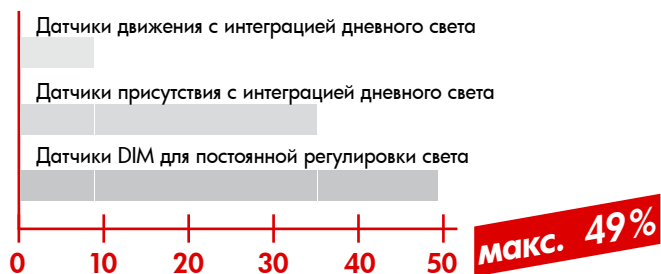 Датчики движения с интеграцией дневного света
Датчики присутствия с интеграцией дневного света
Датчики DIM для постоянной регулировки света
0 10 20 30 40 50
макс. 49%